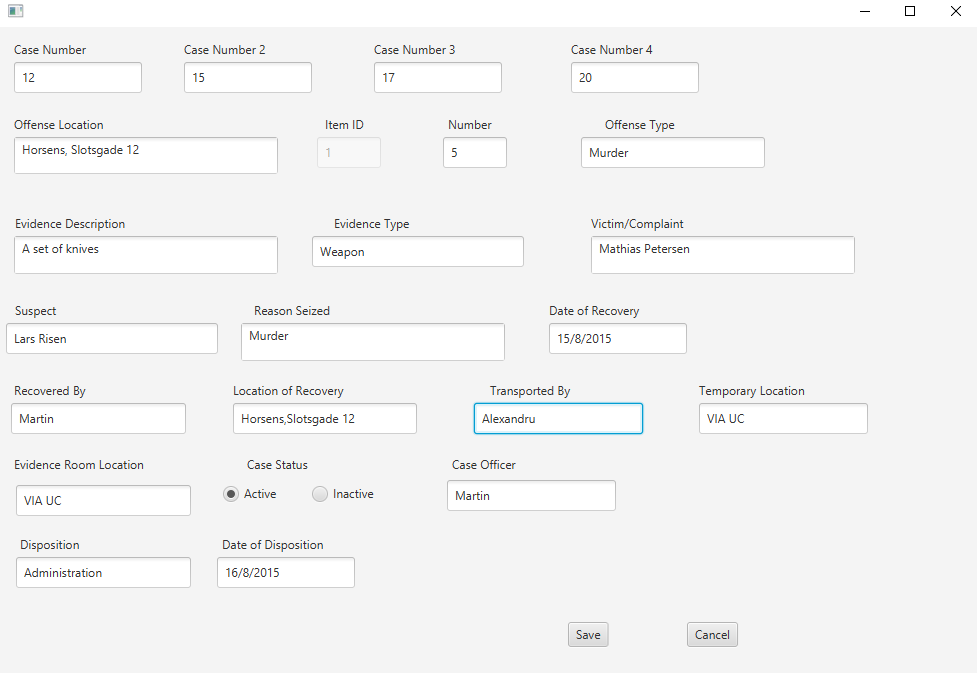 Case Number Case Number 2 Case Number 3 Case Number 4
12 15 17 20
Offense Location Item ID Number Offense Type
Horsens, Slotsgade 12 1 5 Murder
Evidence Description Evidence Type Victim/Complaint
A set of knives Weapon Mathias Petersen
Suspect Reason Seized Date of Recovery
Lars Risen Murder 15/8/2015
Recovered By Location of Recovery Transported By Temporary Location
Martin Horsens,Slotsgade 12 Alexandru VIA UC
Evidence Room Location Case Status Case Officer
VIA UC Active Inactive Martin
Disposition Date of Disposition
Administration 16/8/2015
Save Cancel